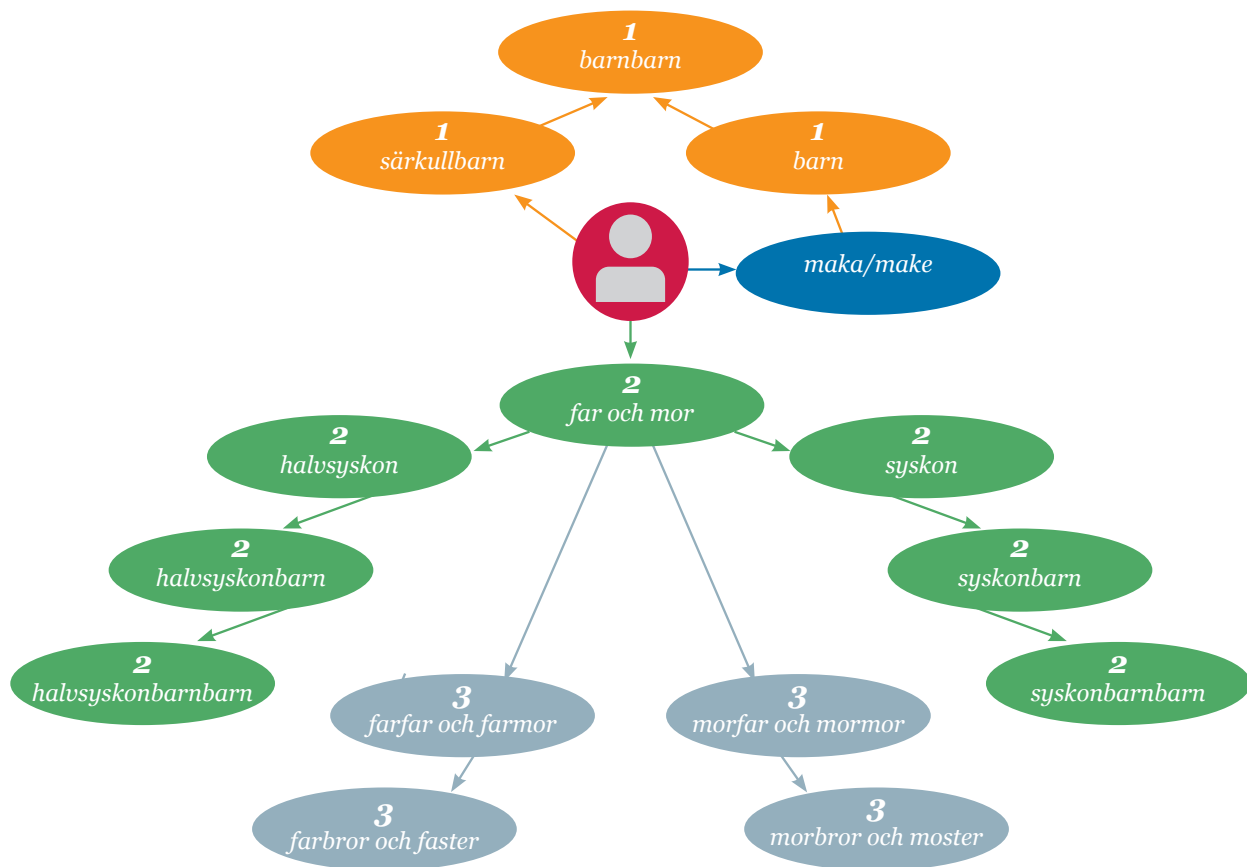 1
barnbarn
1
särkullbarn
1
barn
maka/make
2
far och mor
2
halvsyskon
2
syskon
2
halvsyskonbarn
2
syskonbarn
2
halvsyskonbarnbarn
2
syskonbarnbarn
3
farfar och farmor
3
morfar och mormor
3
farbror och faster
3
morbror och moster